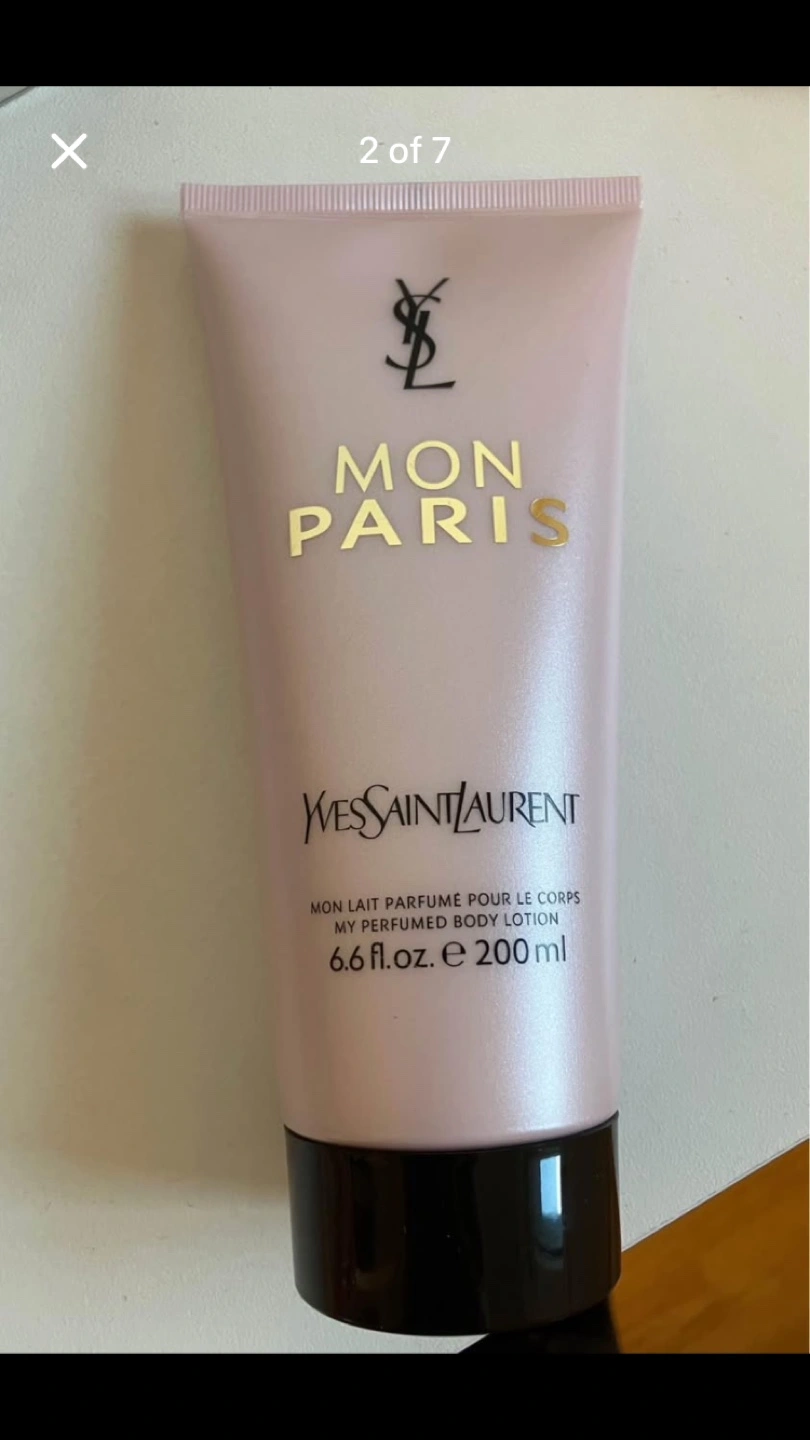 2 of 7
YSL
MON
PARIS
YVESSAINTLAURENT
MON LAIT PARFUMÉ POUR LE CORPS
MY PERFUMED BODY LOTION
6.6 fl.oz. e 200 ml